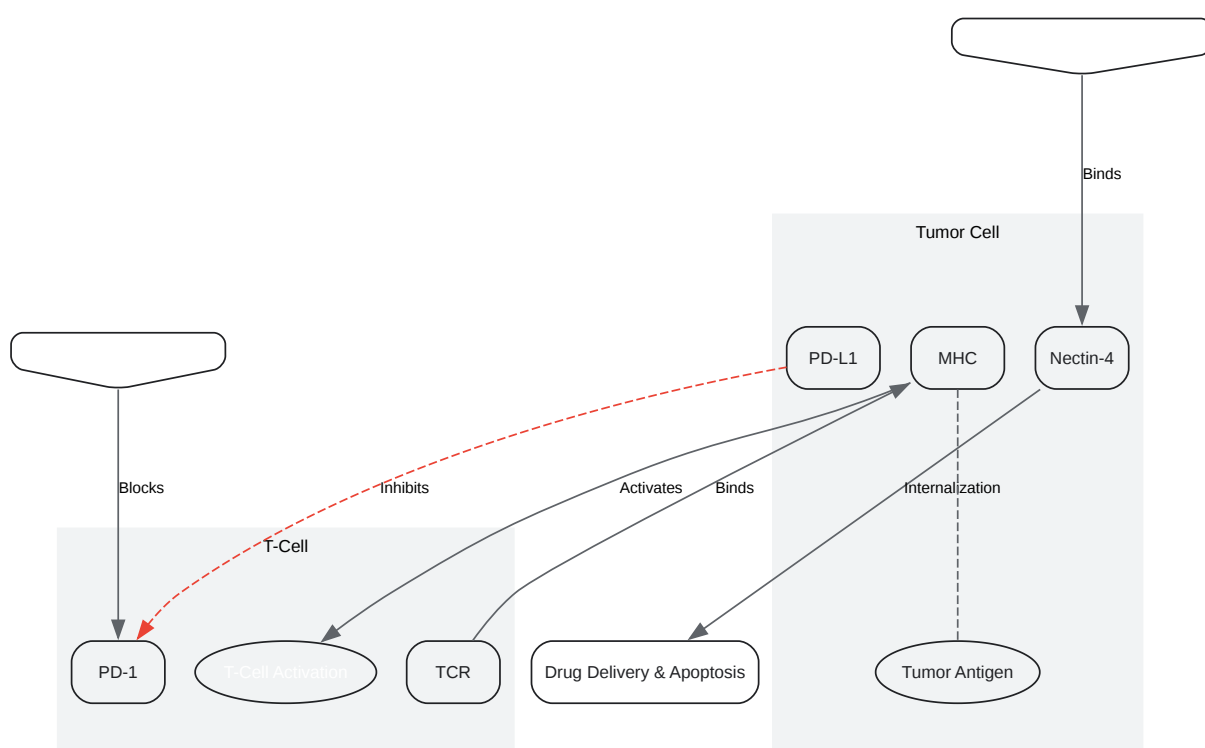 Binds
Tumor Cell
PD-L1
MHC
Nectin-4
Blocks
Inhibits
Activates
Binds
Internalization
T-Cell
PD-1
T-Cell Activation
TCR
Drug Delivery & Apoptosis
Tumor Antigen